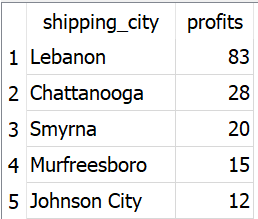 shipping_city profits
1 Lebanon 83
2 Chattanooga 28
3 Smyrna 20
4 Murfreesboro 15
5 Johnson City 12